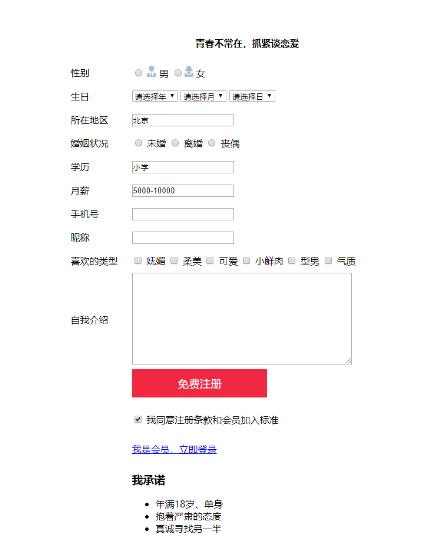 青春不常在，抓紧谈恋爱
性别 男 女
生日 请选择年 请选择月 请选择日
所在地区 北京
婚姻状况 未婚 离婚 丧偶
学历 小学
月薪 5000-10000
手机号
昵称
喜欢的类型 妩媚 柔美 可爱 小鲜肉 型男 气质
自我介绍
免费注册
我同意注册条款和会员加入标准
我是会员，立即登录
我承诺
年满18岁、单身
抱着严肃的态度
真诚寻找另一半